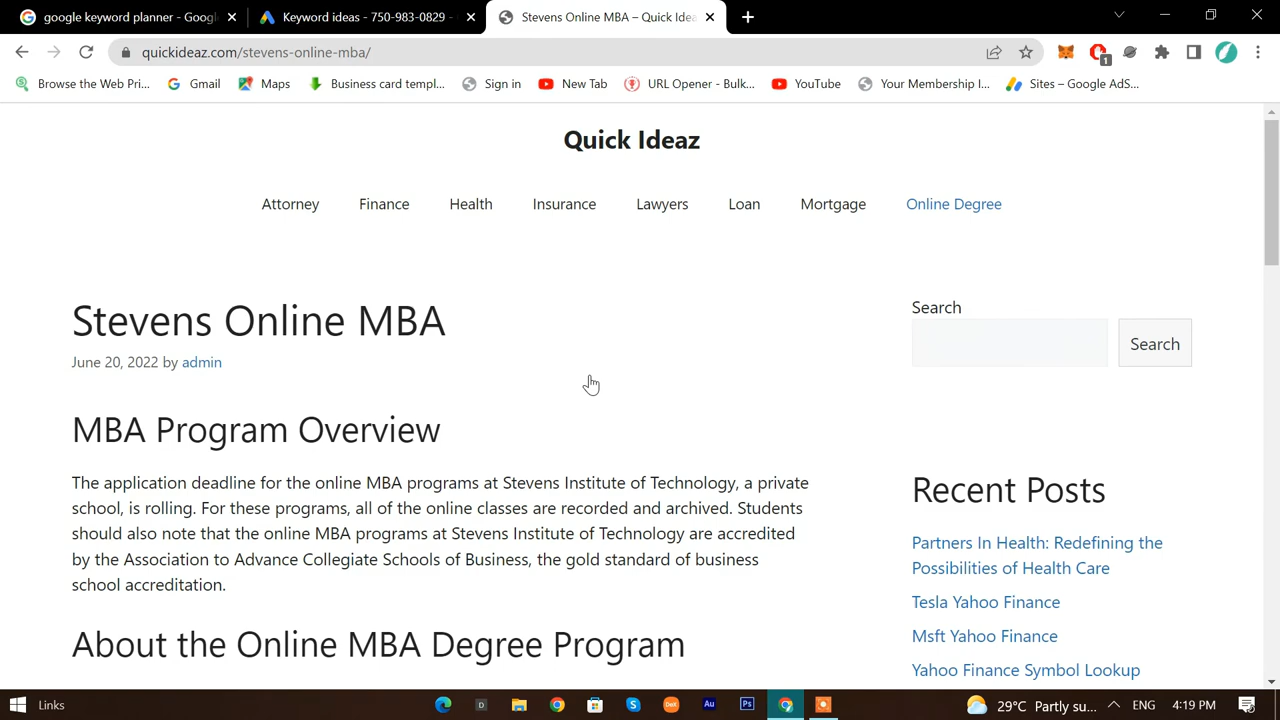 google keyword planner - Googl
Keyword ideas - 750-983-0829 -
Stevens Online MBA – Quick Idea
quickideaz.com/stevens-online-mba/
1
Browse the Web Pri...
Gmail
Maps
Business card templ...
Sign in
New Tab
URL Opener - Bulk...
YouTube
Your Membership I...
Sites – Google AdS...
Quick Ideaz
Attorney
Finance
Health
Insurance
Lawyers
Loan
Mortgage
Online Degree
Stevens Online MBA
June 20, 2022 by admin
MBA Program Overview
The application deadline for the online MBA programs at Stevens Institute of Technology, a private
school, is rolling. For these programs, all of the online classes are recorded and archived. Students
should also note that the online MBA programs at Stevens Institute of Technology are accredited
by the Association to Advance Collegiate Schools of Business, the gold standard of business
school accreditation.
About the Online MBA Degree Program
Search
Search
Recent Posts
Partners In Health: Redefining the
Possibilities of Health Care
Tesla Yahoo Finance
Msft Yahoo Finance
Yahoo Finance Symbol Lookup
Links
D
S
DeX
Au
Ps
29°C Partly su...
ENG
4:19 PM